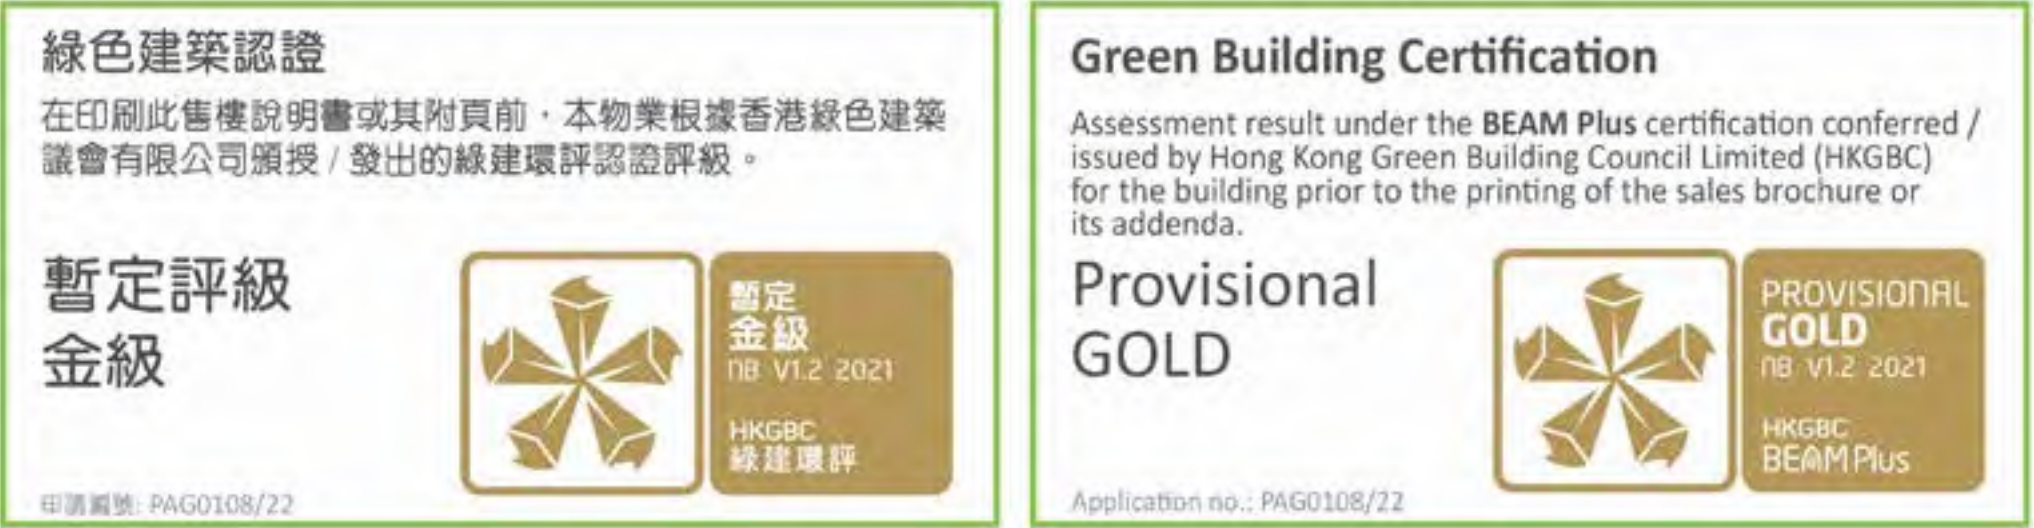 綠色建築認證
在印刷此售樓說明書或其附頁前，本物業根據香港綠色建築
議會有限公司頒授 / 發出的綠建環評認證評級。
暫定評級
金級
暫定
金級
NB V1.2 2021
HKGBC
綠建環評
申請編號: PAG0108/22
Green Building Certification
Assessment result under the BEAM Plus certification conferred /
issued by Hong Kong Green Building Council Limited (HKGBC)
for the building prior to the printing of the sales brochure or
its addenda.
Provisional
GOLD
PROVISIONAL
GOLD
NB V1.2 2021
HKGBC
BEAM Plus
Application no.: PAG0108/22